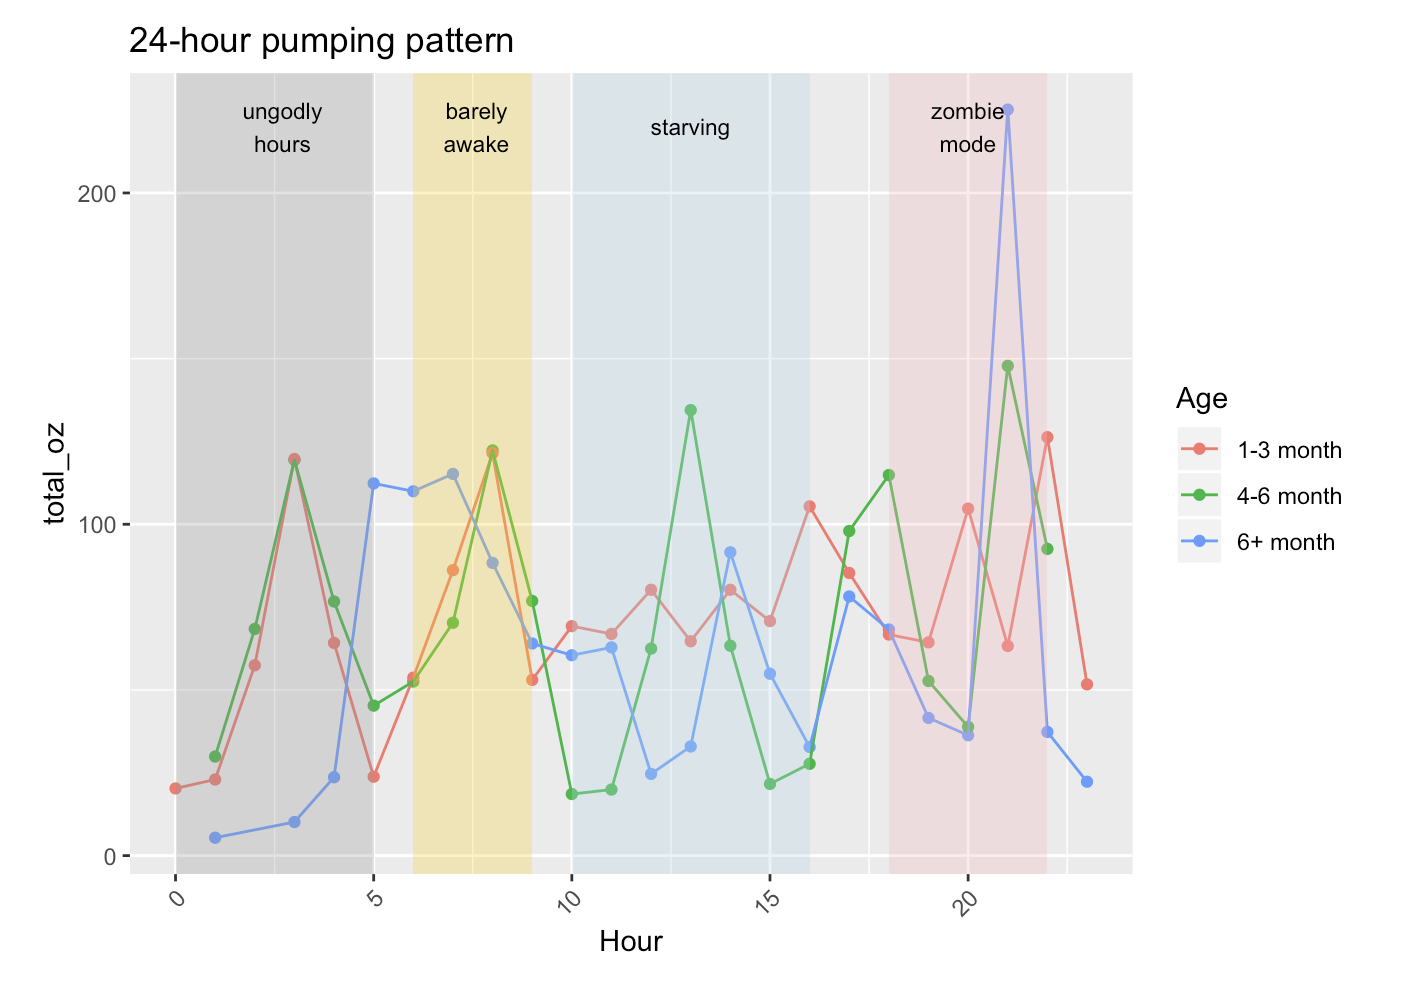 24-hour pumping pattern
ungodly
hours
barely
awake
starving
zombie
mode
200
100
0
total_oz
0
5
10
15
20
Hour
Age
1-3 month
4-6 month
6+ month